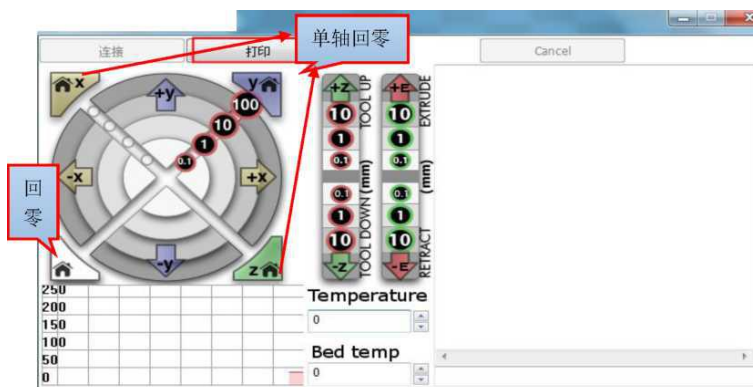 连接
打印
单轴回零
Cancel
x
y
+y
100
10
1
0.1
-x
+x
-y
z
回
零
+Z
10
1
0.1
0.1
1
10
-Z
TOOL UP
(mm)
TOOL DOWN
+E
10
1
0.1
0.1
1
10
-E
EXTRUDE
(mm)
RETRACT
250
200
150
100
50
0
Temperature
0
Bed temp
0